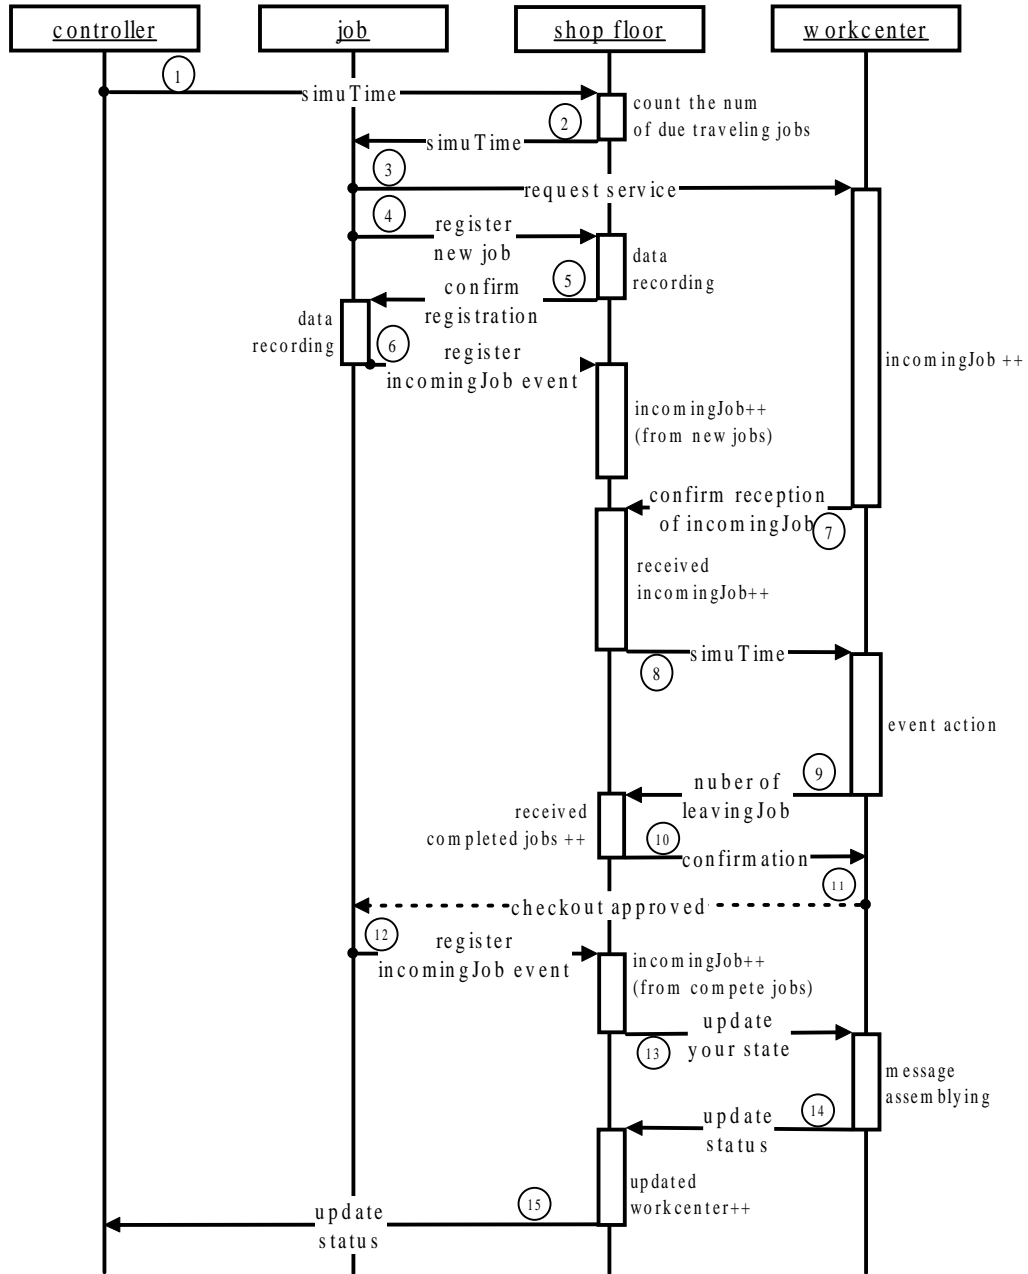 controller
job
shop floor
workcenter
1
simuTime
count the num
of due traveling jobs
2
simuTime
3
request service
4
register
new job
data
recording
5
confirm
registration
data
recording
6
register
incomingJob event
incomingJob ++
incomingJob++
(from new jobs)
confirm reception
of incomingJob
7
received
incomingJob++
simuTime
8
event action
9
nuber of
leavingJob
received
completed jobs ++
10
confirmation
11
checkout approved
12
register
incomingJob event
incomingJob++
(from compete jobs)
update
your state
13
message
assemblying
14
update
status
updated
workcenter++
15
update
status